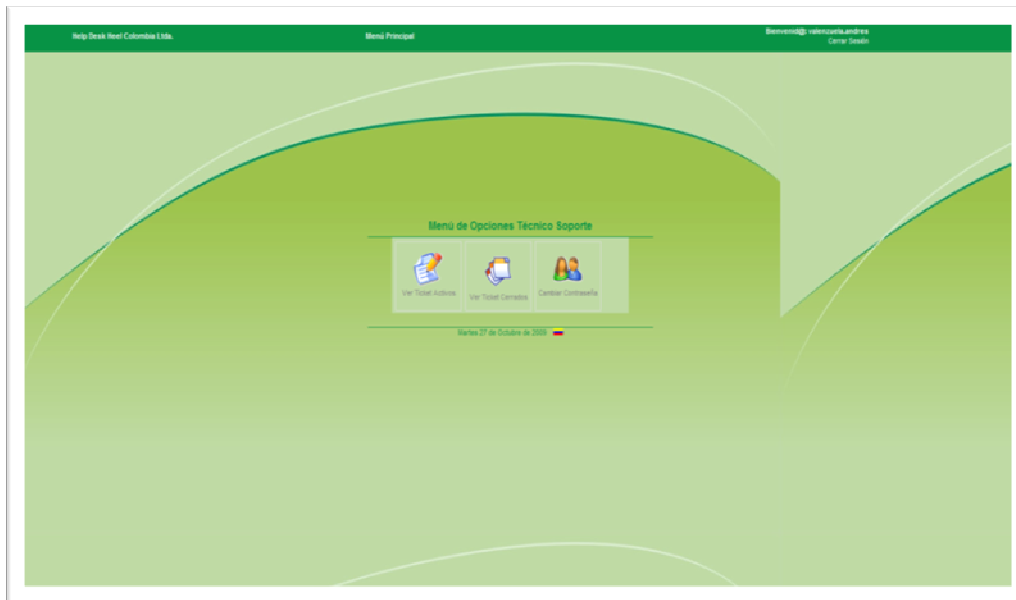 Help Desk Heel Colombia Ltda.
Menú Principal
Bienvenid@: valenzuela.andrea
Cerrar Sesión
Menú de Opciones Técnico Soporte
Ver Ticket Activos
Ver Ticket Cerrados
Cambiar Contraseña
Martes 27 de Octubre de 2009